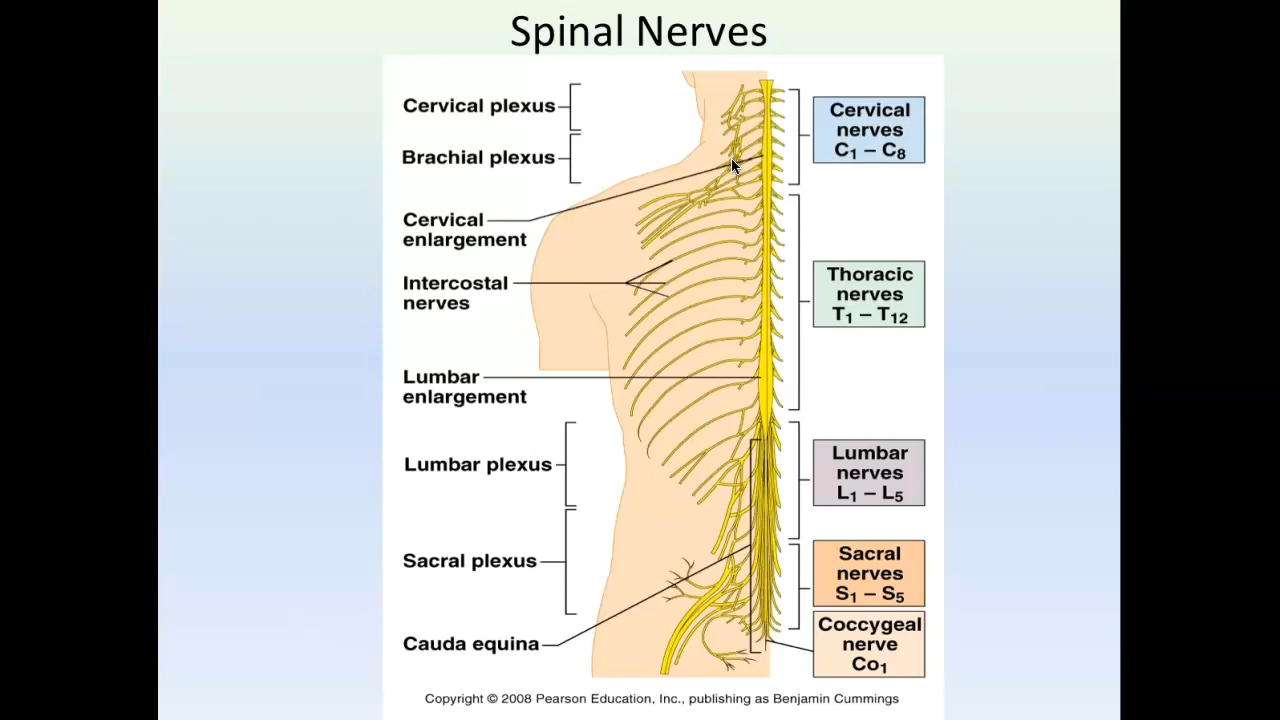 Spinal Nerves
Cervical plexus
Brachial plexus
Cervical
enlargement
Intercostal
nerves
Lumbar
enlargement
Lumbar plexus
Sacral plexus
Cauda equina
Cervical
nerves
C₁ – C₈
Thoracic
nerves
T₁ – T₁₂
Lumbar
nerves
L₁ – L₅
Sacral
nerves
S₁ – S₅
Coccygeal
nerve
Co₁
Copyright © 2008 Pearson Education, Inc., publishing as Benjamin Cummings